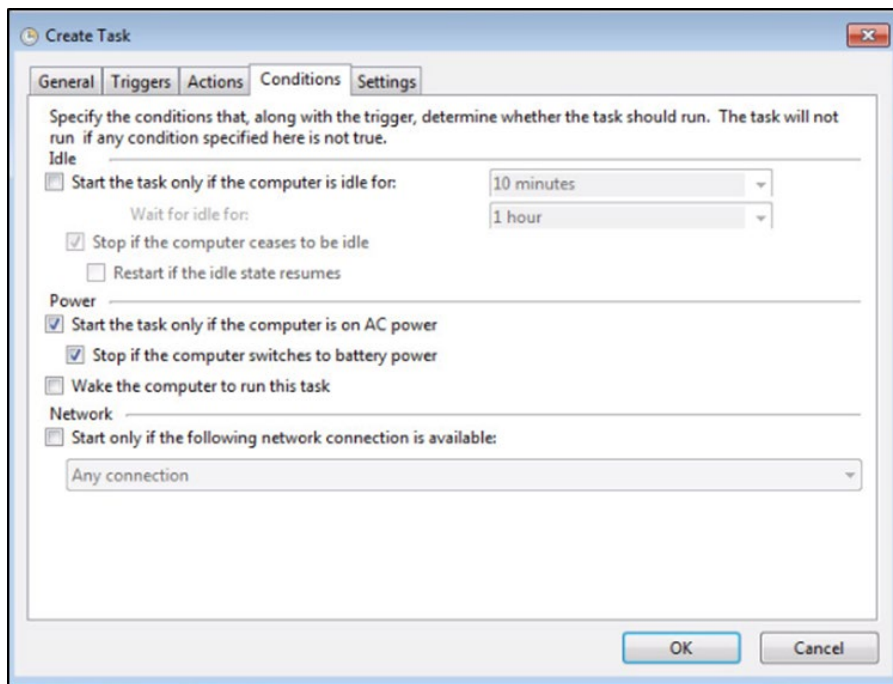 Create Task
General Triggers Actions Conditions Settings
Specify the conditions that, along with the trigger, determine whether the task should run. The task will not
run if any condition specified here is not true.
Idle
Start the task only if the computer is idle for: 10 minutes
Wait for idle for: 1 hour
Stop if the computer ceases to be idle
Restart if the idle state resumes
Power
Start the task only if the computer is on AC power
Stop if the computer switches to battery power
Wake the computer to run this task
Network
Start only if the following network connection is available:
Any connection
OK Cancel